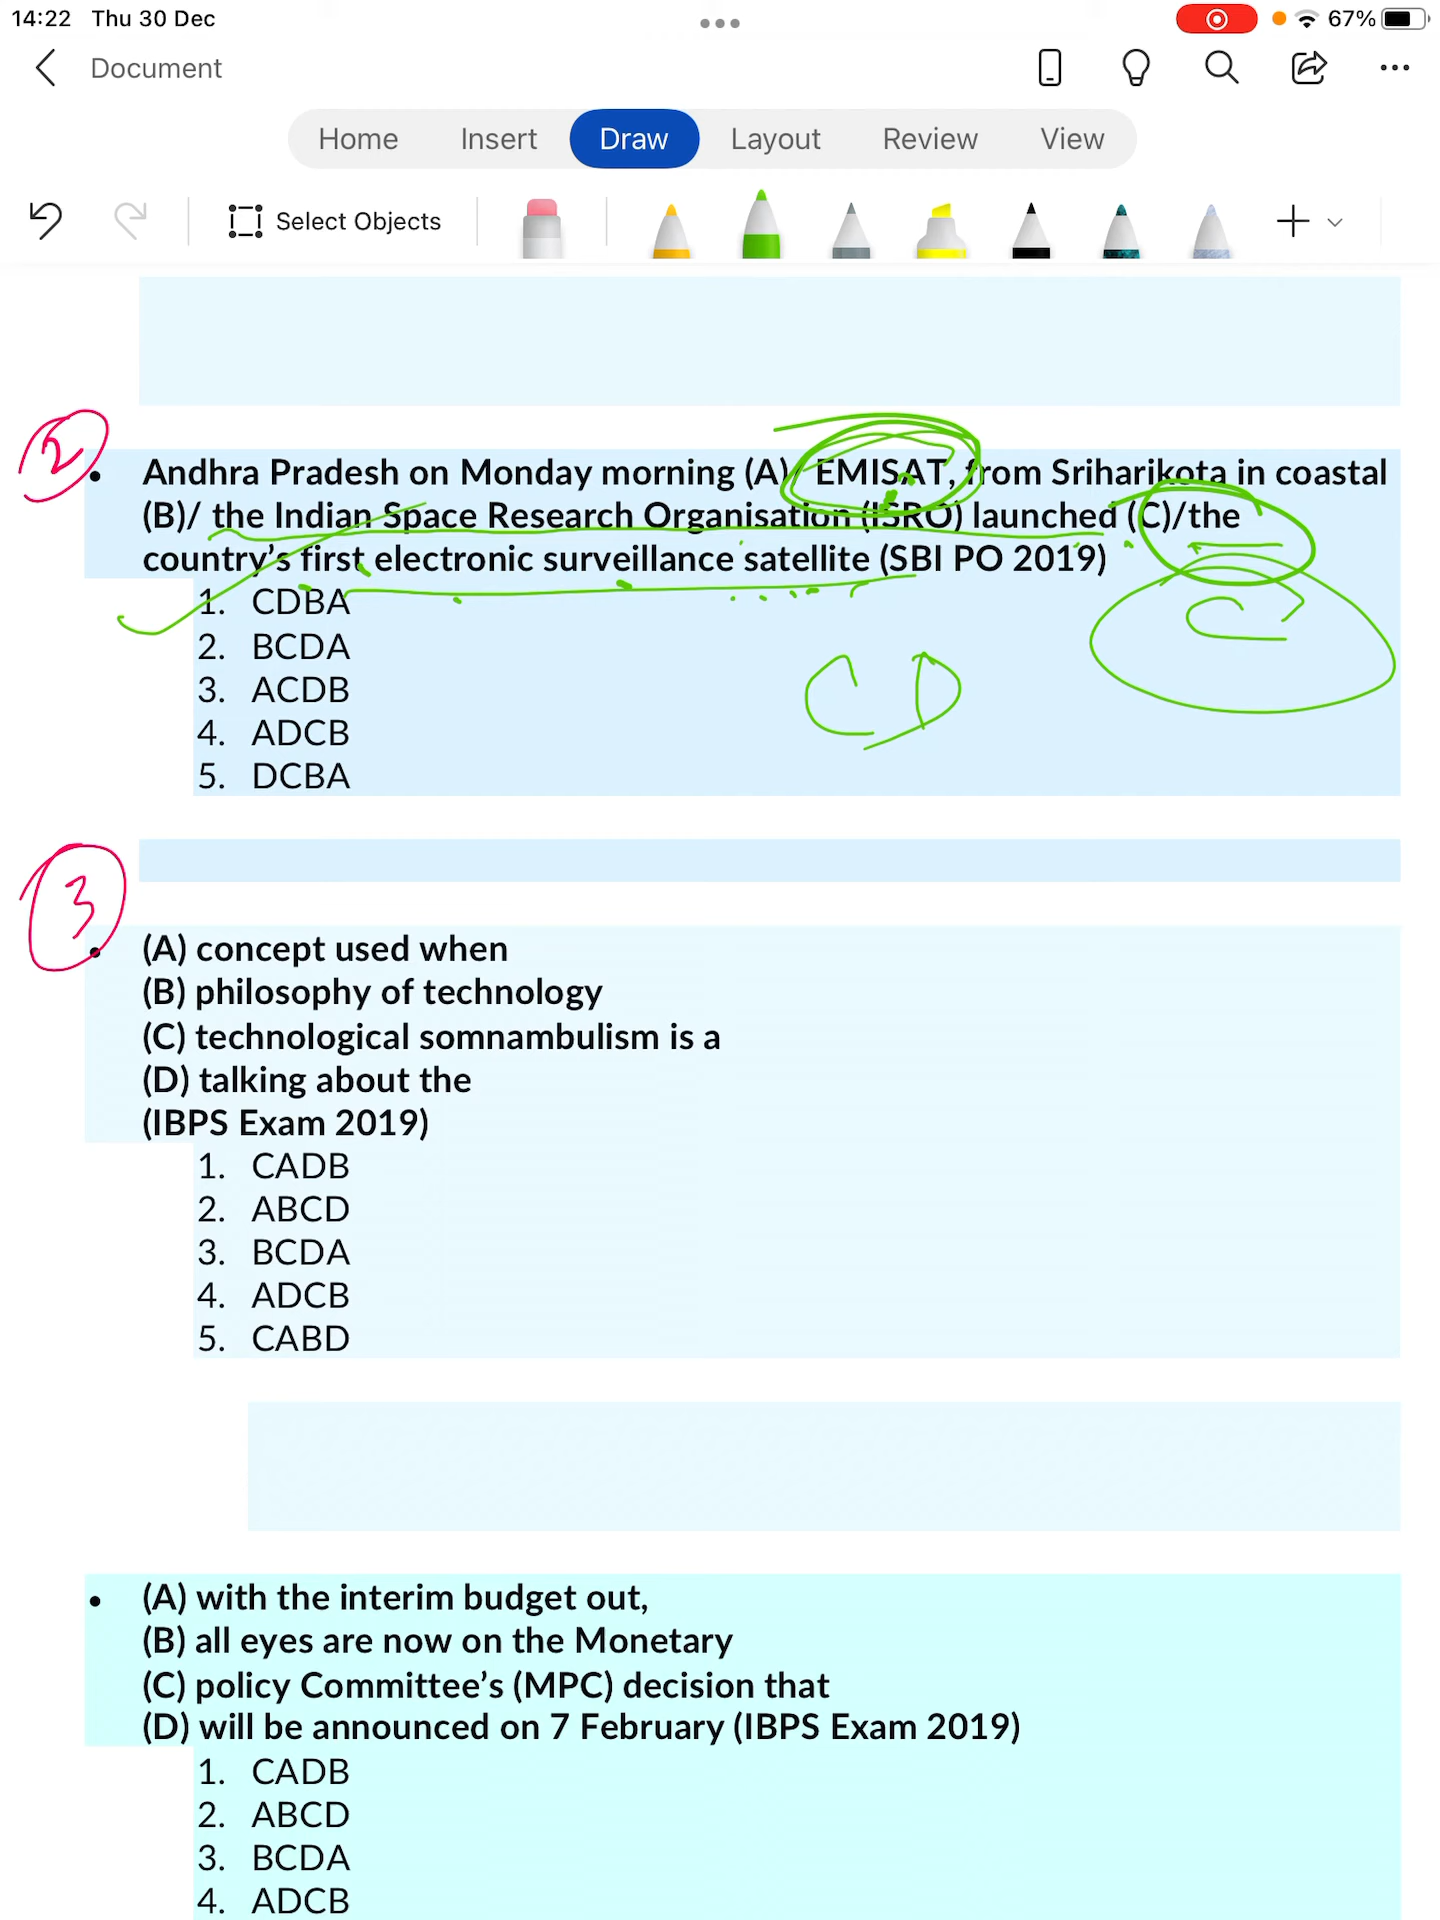 14:22 Thu 30 Dec
67%
Document
Home Insert Draw Layout Review View
Select Objects
2
Andhra Pradesh on Monday morning (A)/ EMISAT, from Sriharikota in coastal
(B)/ the Indian Space Research Organisation (ISRO) launched (C)/the
country’s first electronic surveillance satellite (SBI PO 2019)
1. CDBA
2. BCDA
3. ACDB
4. ADCB
5. DCBA
C
CD
3
(A) concept used when
(B) philosophy of technology
(C) technological somnambulism is a
(D) talking about the
(IBPS Exam 2019)
1. CADB
2. ABCD
3. BCDA
4. ADCB
5. CABD
(A) with the interim budget out,
(B) all eyes are now on the Monetary
(C) policy Committee’s (MPC) decision that
(D) will be announced on 7 February (IBPS Exam 2019)
1. CADB
2. ABCD
3. BCDA
4. ADCB